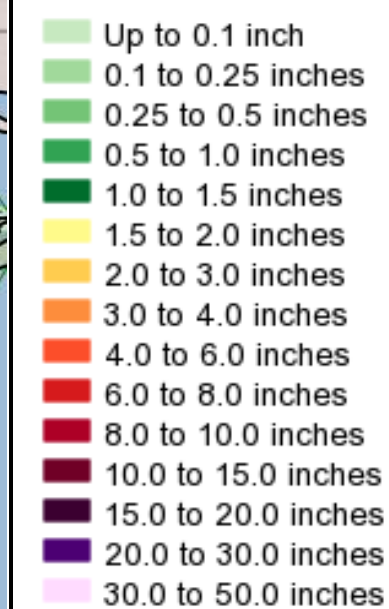 Up to 0.1 inch
0.1 to 0.25 inches
0.25 to 0.5 inches
0.5 to 1.0 inches
1.0 to 1.5 inches
1.5 to 2.0 inches
2.0 to 3.0 inches
3.0 to 4.0 inches
4.0 to 6.0 inches
6.0 to 8.0 inches
8.0 to 10.0 inches
10.0 to 15.0 inches
15.0 to 20.0 inches
20.0 to 30.0 inches
30.0 to 50.0 inches